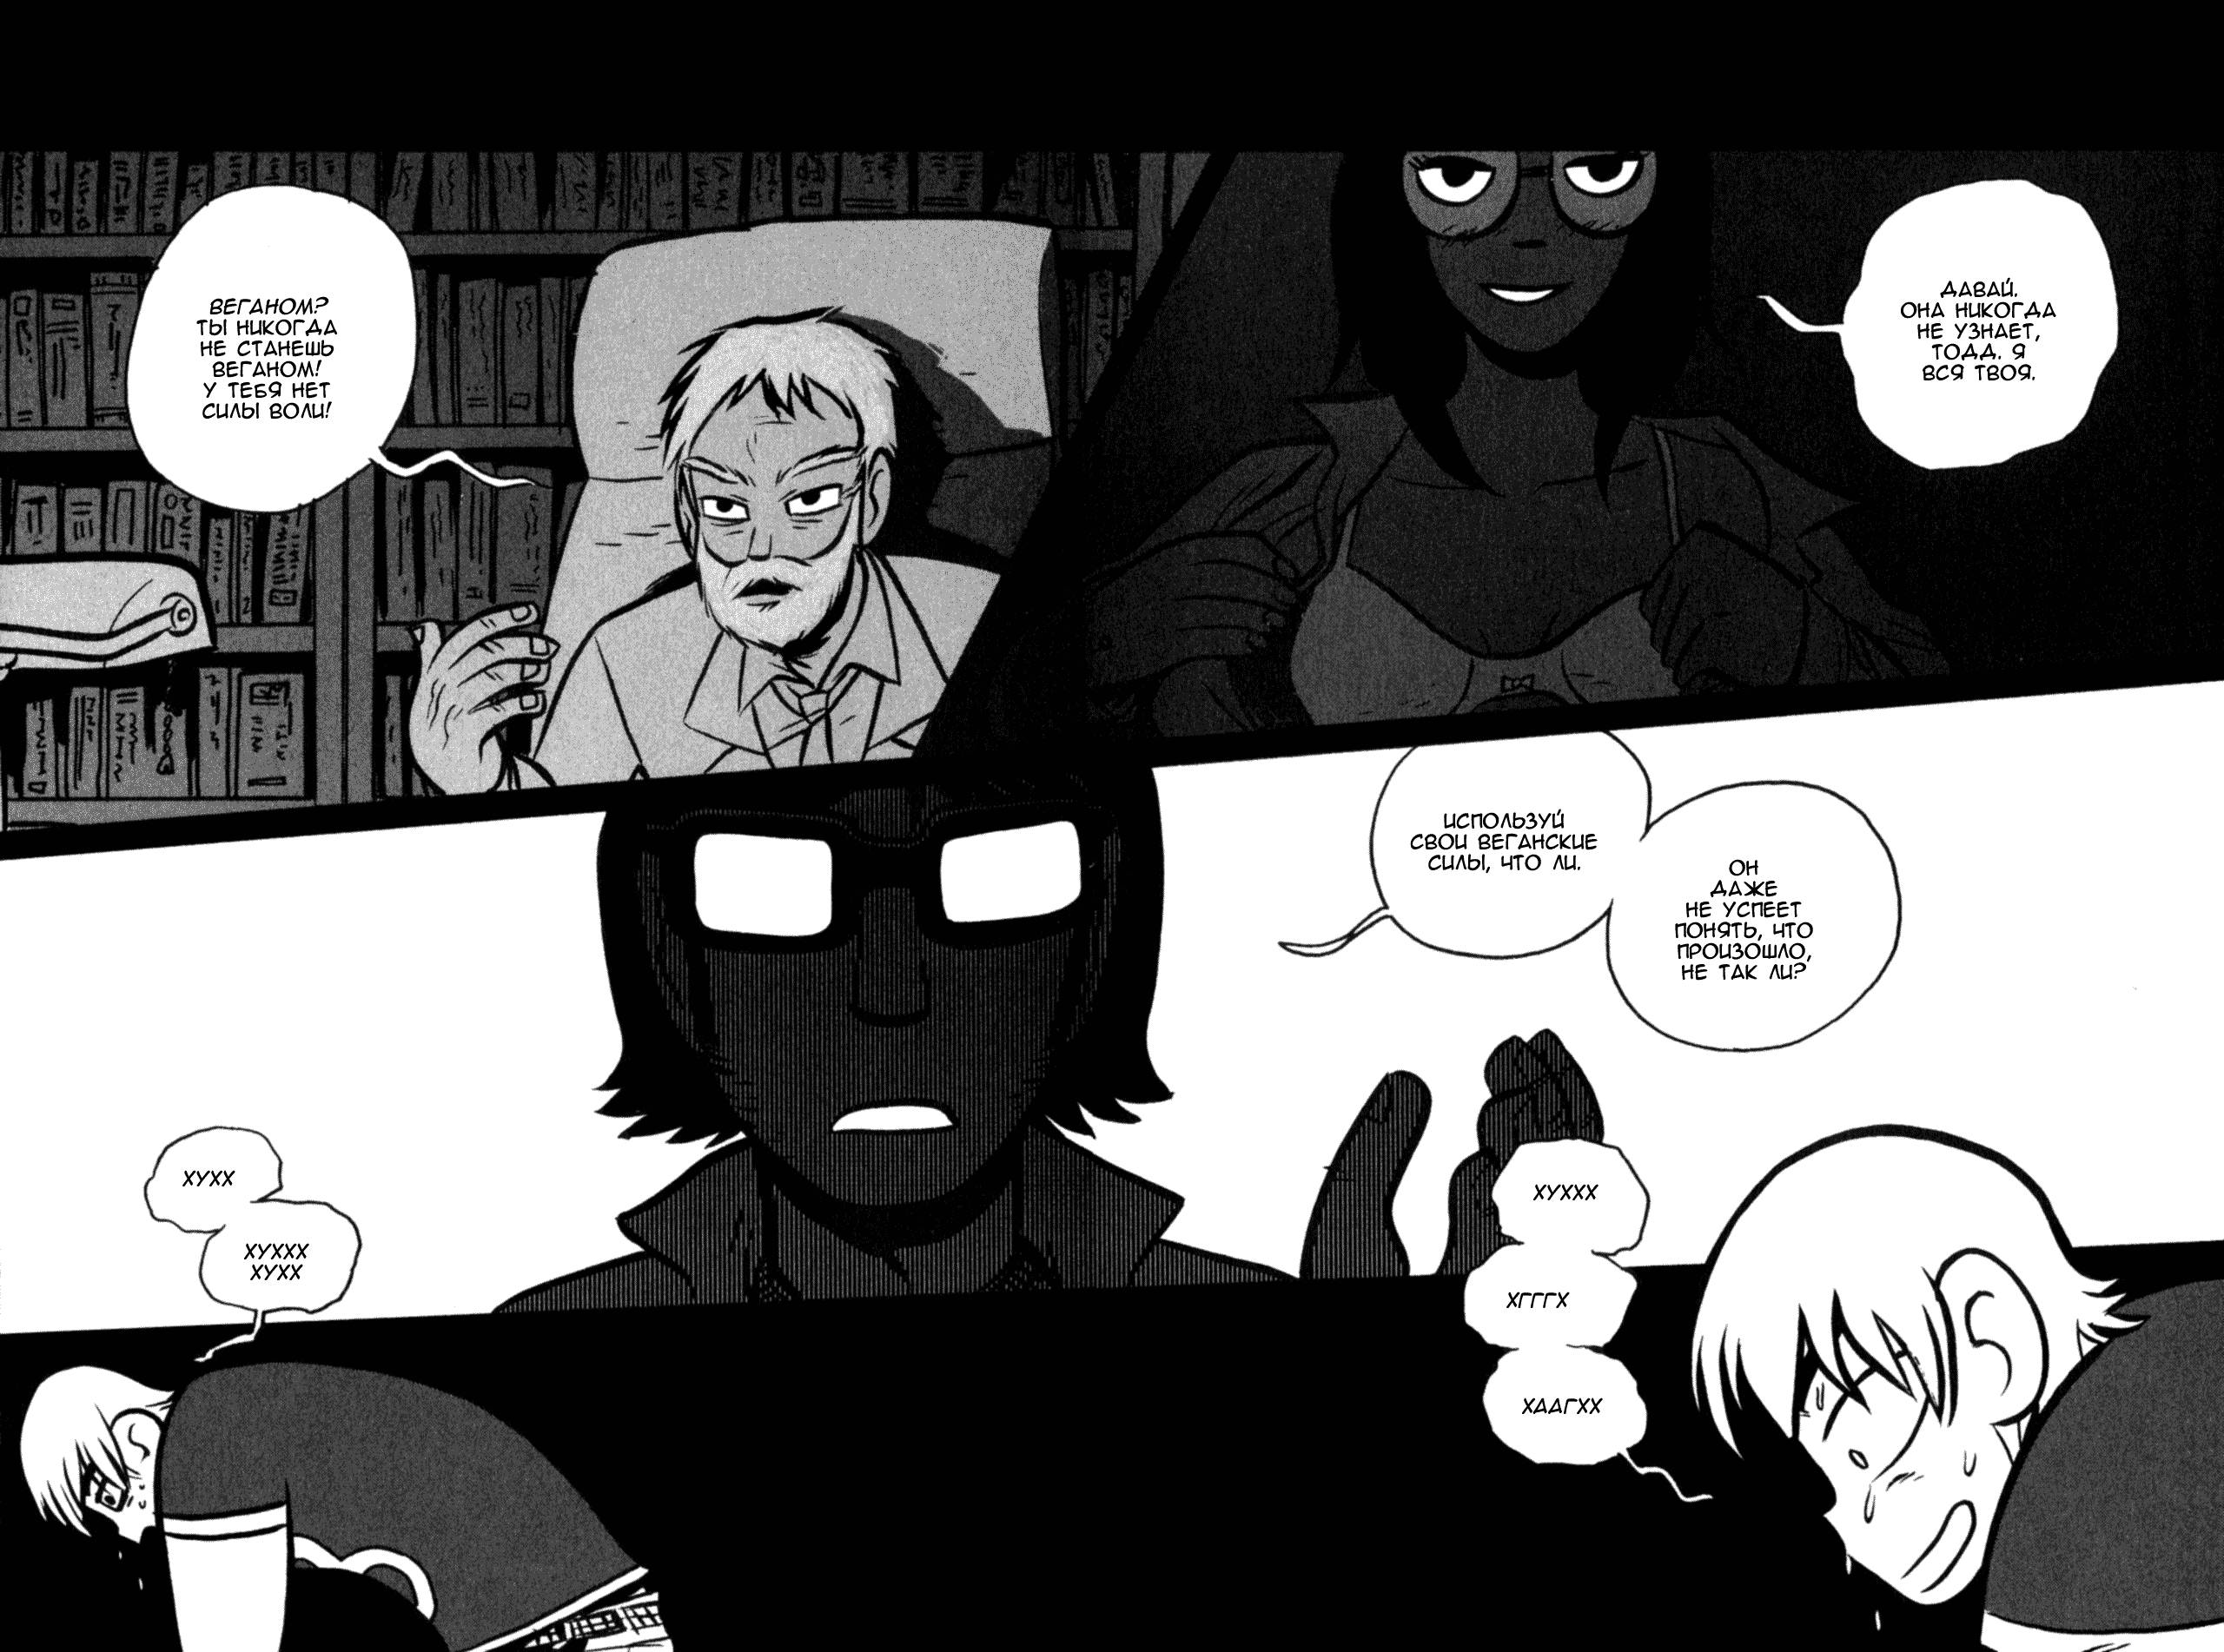 ВЕГАНОМ?
ТЫ НИКОГДА
НЕ СТАНЕШЬ
ВЕГАНОМ!
У ТЕБЯ НЕТ
СИЛЫ ВОЛИ!
ДАВАЙ.
ОНА НИКОГДА
НЕ УЗНАЕТ,
ТОДД. Я
ВСЯ ТВОЯ.
ИСПОЛЬЗУЙ
СВОИ ВЕГАНСКИЕ
СИЛЫ, ЧТО ЛИ.
ОН
ДАЖЕ
НЕ УСПЕЕТ
ПОНЯТЬ, ЧТО
ПРОИЗОШЛО,
НЕ ТАК ЛИ?
ХУХХ
ХУХХХ
ХУХХ
ХУХХХ
ХГГГХ
ХААГХХ